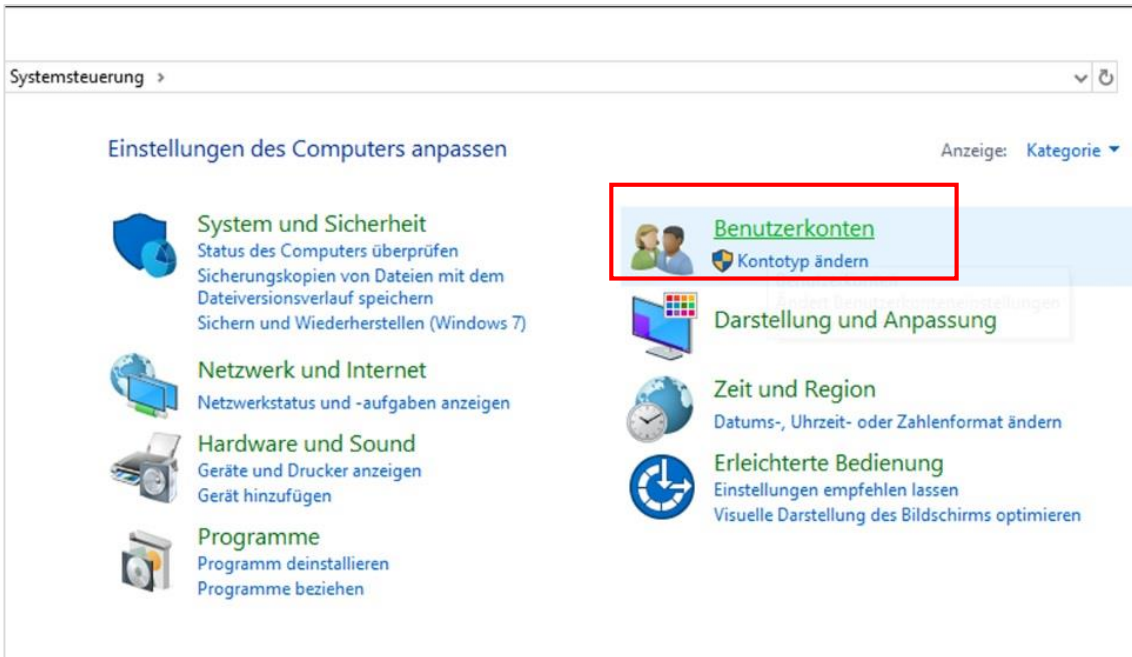 Systemsteuerung >
Einstellungen des Computers anpassen
Anzeige: Kategorie
System und Sicherheit
Status des Computers überprüfen
Sicherungskopien von Dateien mit dem
Dateiversionsverlauf speichern
Sichern und Wiederherstellen (Windows 7)
Netzwerk und Internet
Netzwerkstatus und -aufgaben anzeigen
Hardware und Sound
Geräte und Drucker anzeigen
Gerät hinzufügen
Programme
Programm deinstallieren
Programme beziehen
Benutzerkonten
Kontotyp ändern
Ändert Benutzerkonteneinstellungen
Darstellung und Anpassung
Zeit und Region
Datums-, Uhrzeit- oder Zahlenformat ändern
Erleichterte Bedienung
Einstellungen empfehlen lassen
Visuelle Darstellung des Bildschirms optimieren